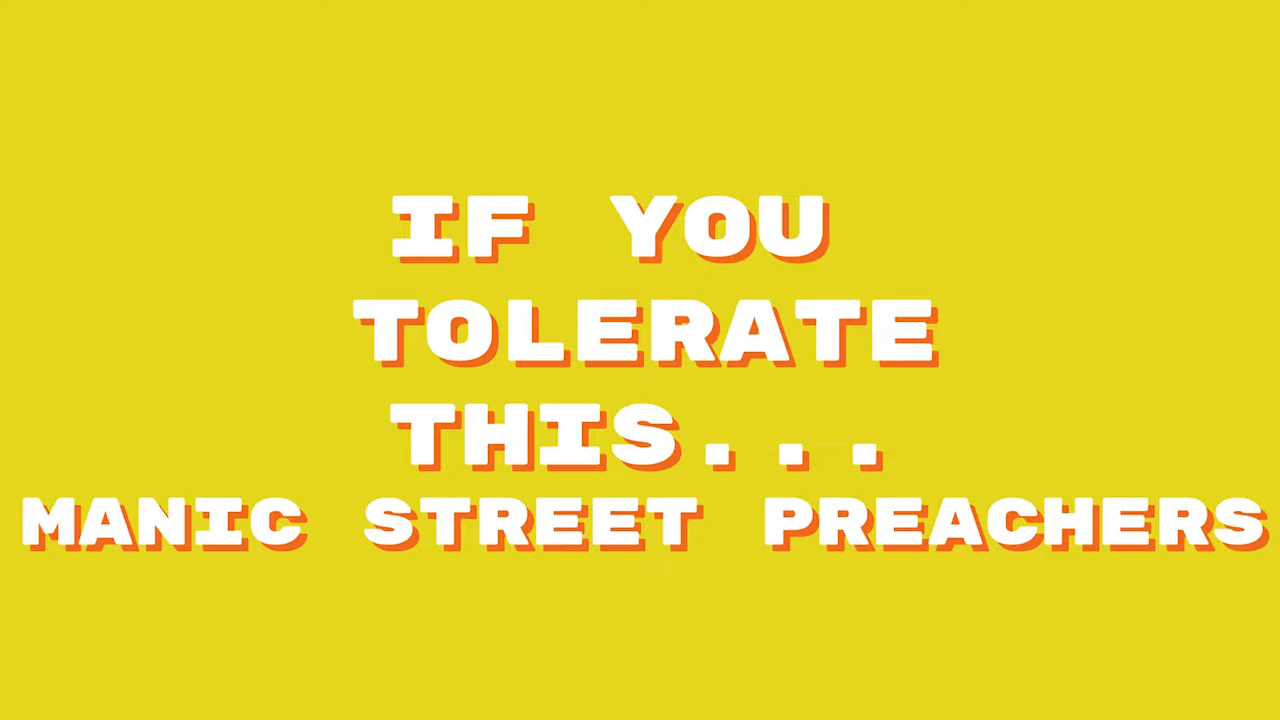 IF YOU
TOLERATE
THIS...
MANIC STREET PREACHERS